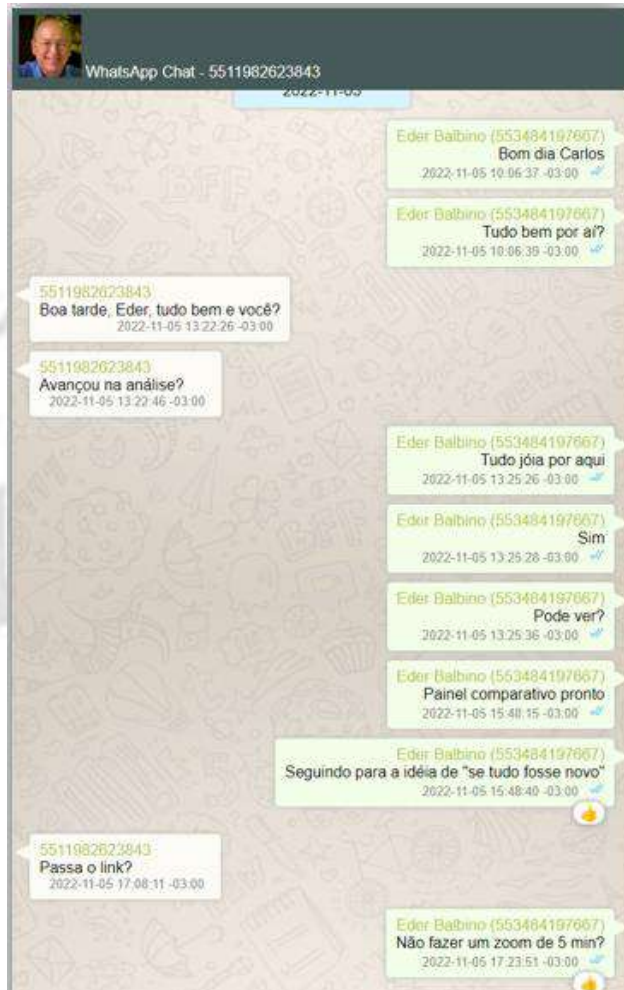 WhatsApp Chat - 5511982623843
2022-11-05
Eder Balbino (553484197667)
Bom dia Carlos
2022-11-05 10:06:37 -03:00
Eder Balbino (553484197667)
Tudo bem por aí?
2022-11-05 10:06:39 -03:00
5511982623843
Boa tarde, Eder, tudo bem e você?
2022-11-05 13:22:26 -03:00
5511982623843
Avançou na análise?
2022-11-05 13:22:46 -03:00
Eder Balbino (553484197667)
Tudo jóia por aqui
2022-11-05 13:25:26 -03:00
Eder Balbino (553484197667)
Sim
2022-11-05 13:25:28 -03:00
Eder Balbino (553484197667)
Pode ver?
2022-11-05 13:25:36 -03:00
Eder Balbino (553484197667)
Painel comparativo pronto
2022-11-05 15:48:15 -03:00
Eder Balbino (553484197667)
Seguindo para a idéia de "se tudo fosse novo"
2022-11-05 15:48:40 -03:00
5511982623843
Passa o link?
2022-11-05 17:08:11 -03:00
Eder Balbino (553484197667)
Não fazer um zoom de 5 min?
2022-11-05 17:23:51 -03:00